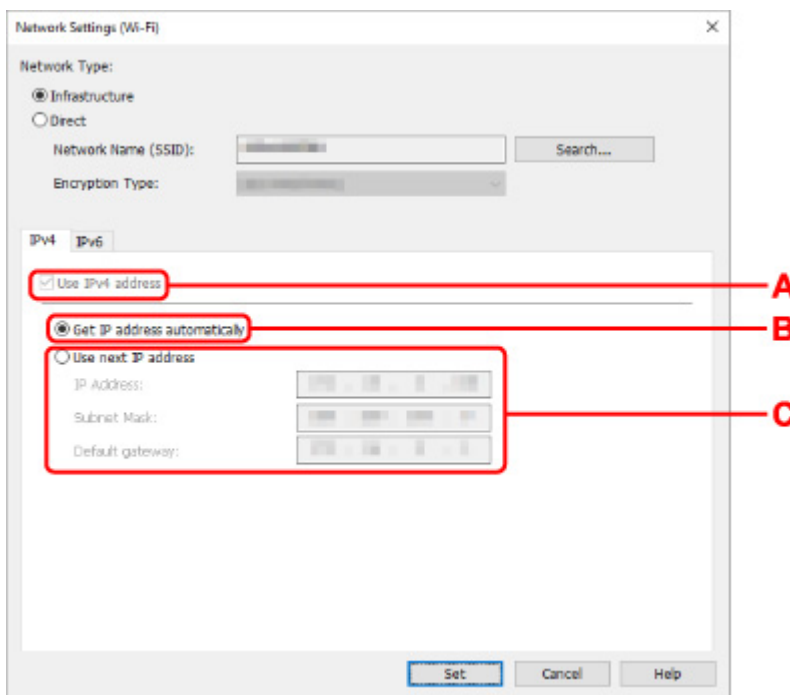 Network Settings (Wi-Fi)
Network Type:
Infrastructure
Direct
Network Name (SSID):
Search...
Encryption Type:
IPv4 IPv6
Use IPv4 address
A
Get IP address automatically
B
Use next IP address
IP Address:
Subnet Mask:
C
Default gateway:
Set Cancel Help